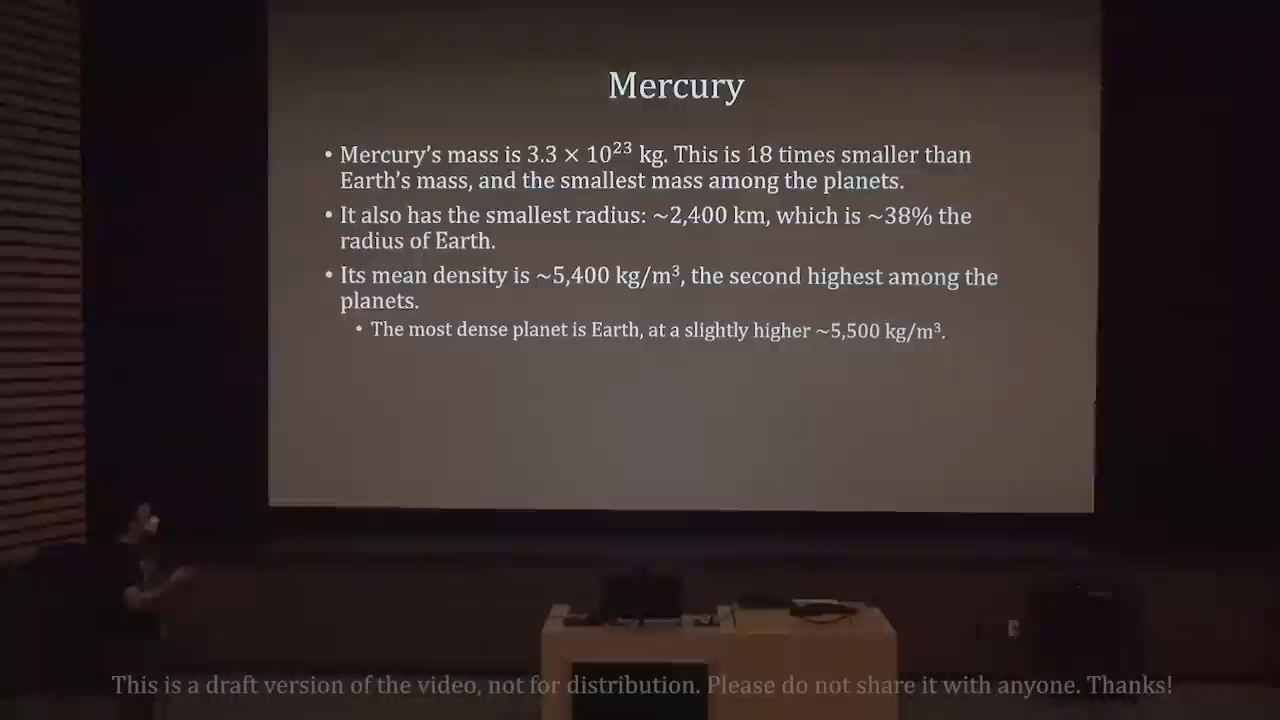 Mercury
• Mercury's mass is 3.3 × 10²³ kg. This is 18 times smaller than
Earth's mass, and the smallest mass among the planets.
• It also has the smallest radius: ~2,400 km, which is ~38% the
radius of Earth.
• Its mean density is ~5,400 kg/m³, the second highest among the
planets.
• The most dense planet is Earth, at a slightly higher ~5,500 kg/m³.
This is a draft version of the video, not for distribution. Please do not share it with anyone. Thanks!